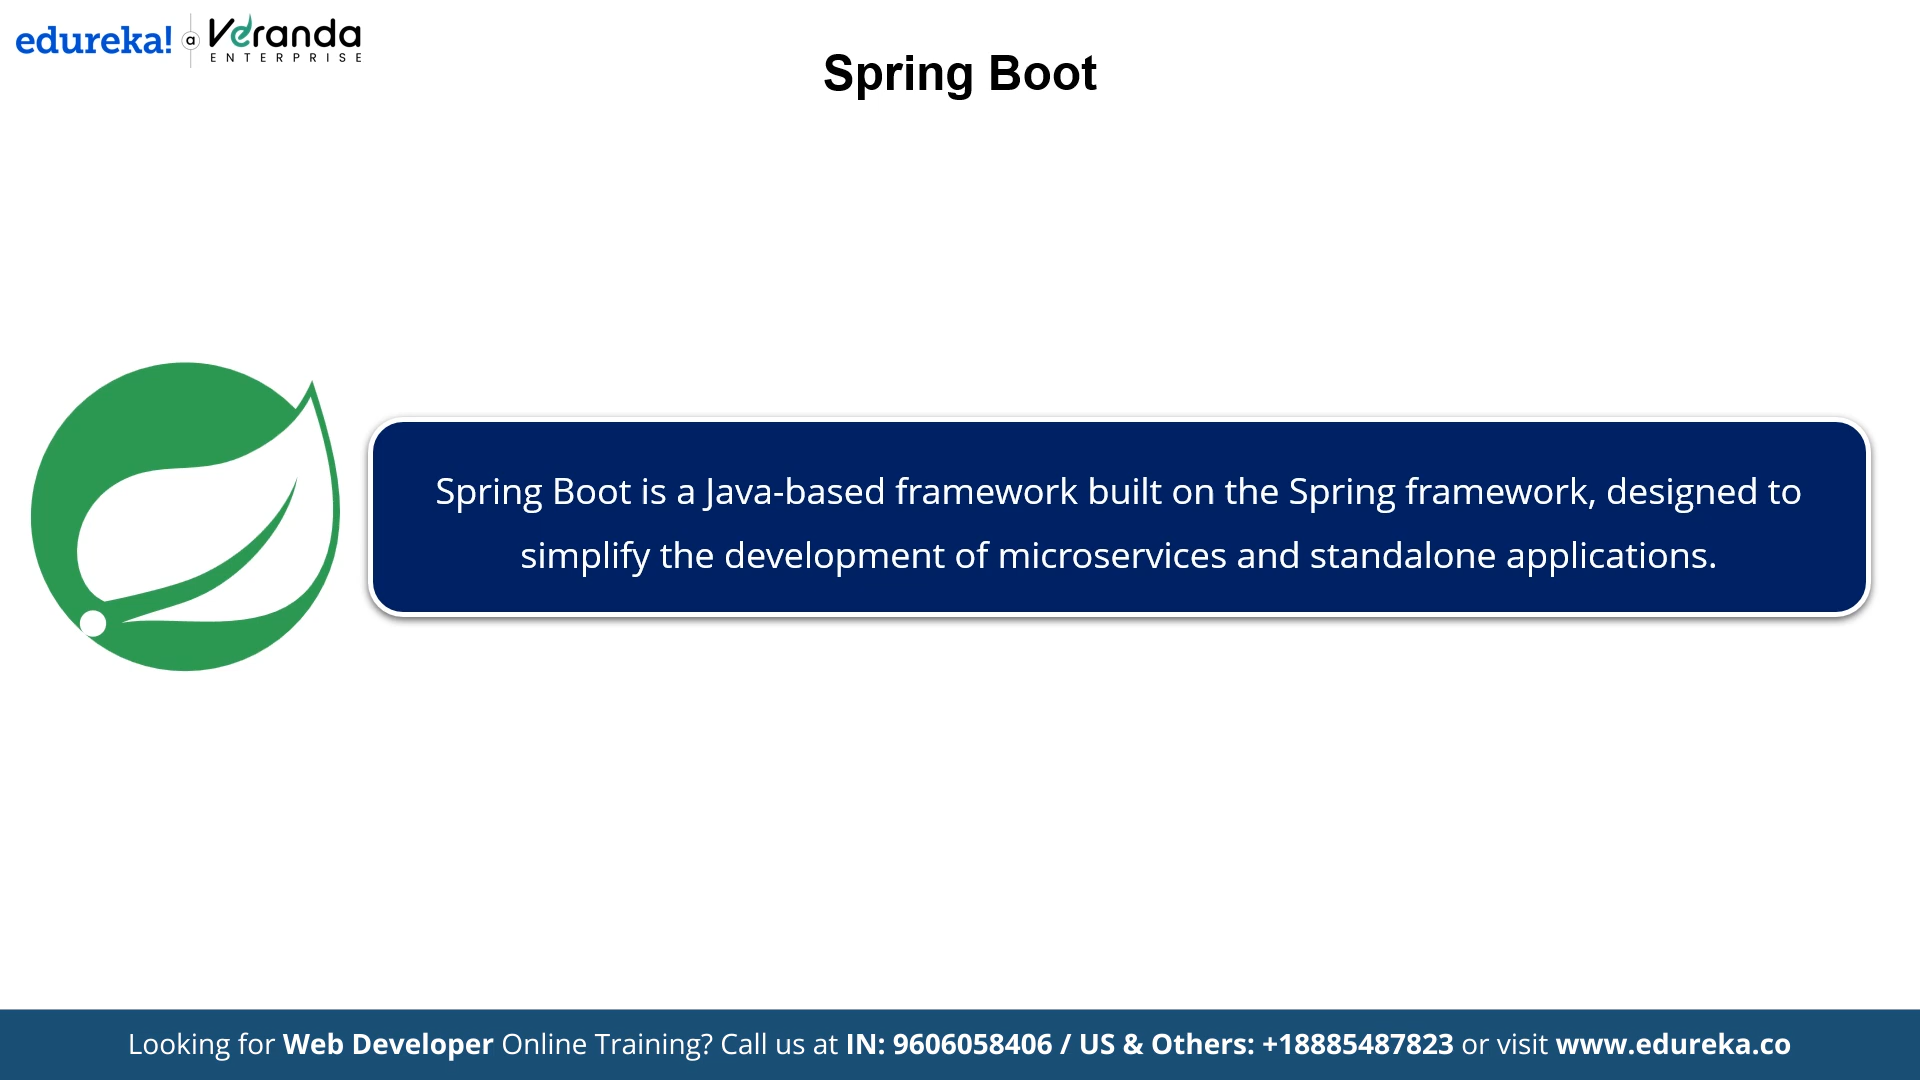 edureka! a Veranda
ENTERPRISE
Spring Boot
Spring Boot is a Java-based framework built on the Spring framework, designed to
simplify the development of microservices and standalone applications.
Looking for Web Developer Online Training? Call us at IN: 9606058406 / US & Others: +18885487823 or visit www.edureka.co